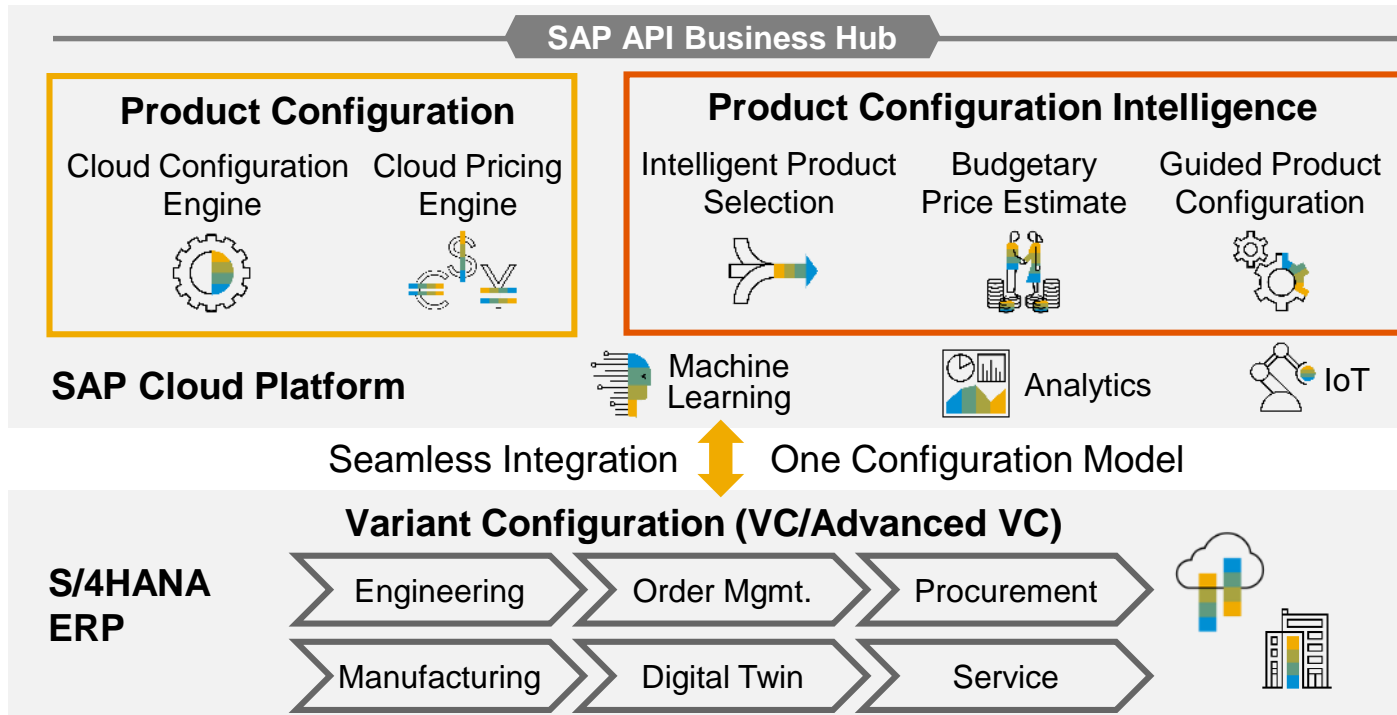 SAP API Business Hub
Product Configuration
Cloud Configuration
Engine
Cloud Pricing
Engine
$
€
¥
Product Configuration Intelligence
Intelligent Product
Selection
Budgetary
Price Estimate
Guided Product
Configuration
SAP Cloud Platform
Machine
Learning
Analytics
IoT
Seamless Integration
One Configuration Model
Variant Configuration (VC/Advanced VC)
S/4HANA
ERP
Engineering
Order Mgmt.
Procurement
Manufacturing
Digital Twin
Service